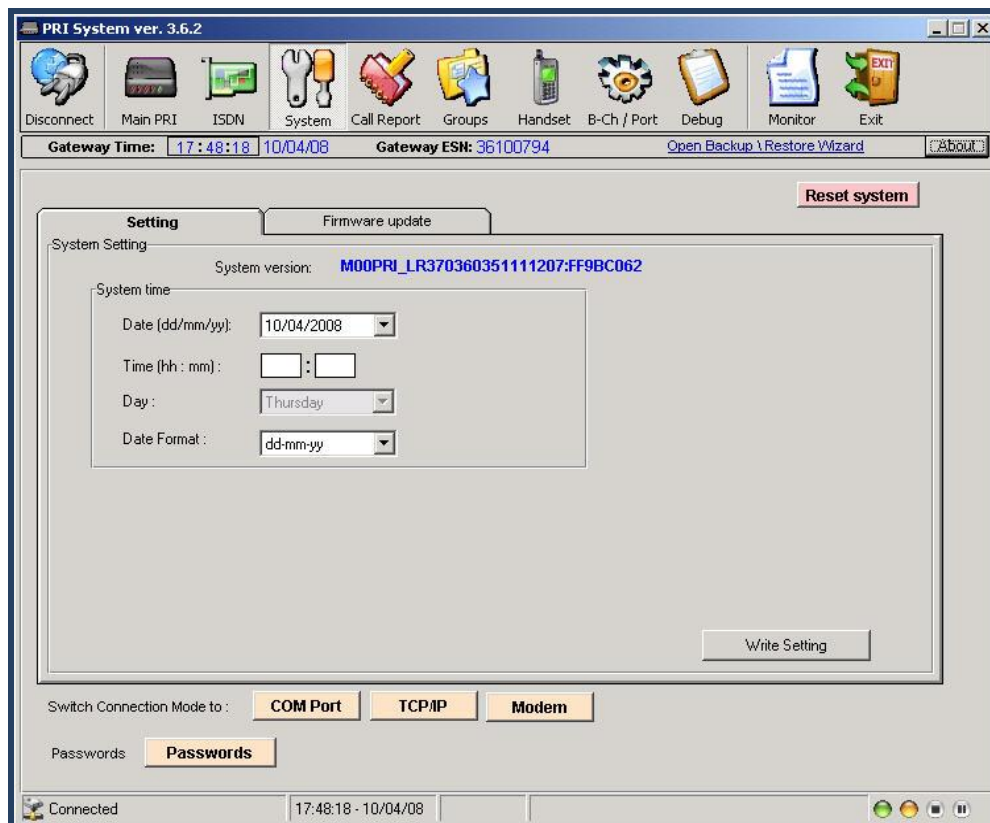 PRI System ver. 3.6.2
Disconnect Main PRI ISDN System Call Report Groups Handset B-Ch / Port Debug Monitor EXIT Exit
Gateway Time: 17:48:18 10/04/08 Gateway ESN: 36100794 Open Backup \ Restore Wizard About
Reset system
Setting Firmware update
System Setting
System version: M00PRI_LR370360351111207:FF9BC062
System time
Date (dd/mm/yy): 10/04/2008
Time (hh : mm) : :
Day : Thursday
Date Format : dd-mm-yy
Write Setting
Switch Connection Mode to : COM Port TCP/IP Modem
Passwords Passwords
Connected 17:48:18 - 10/04/08